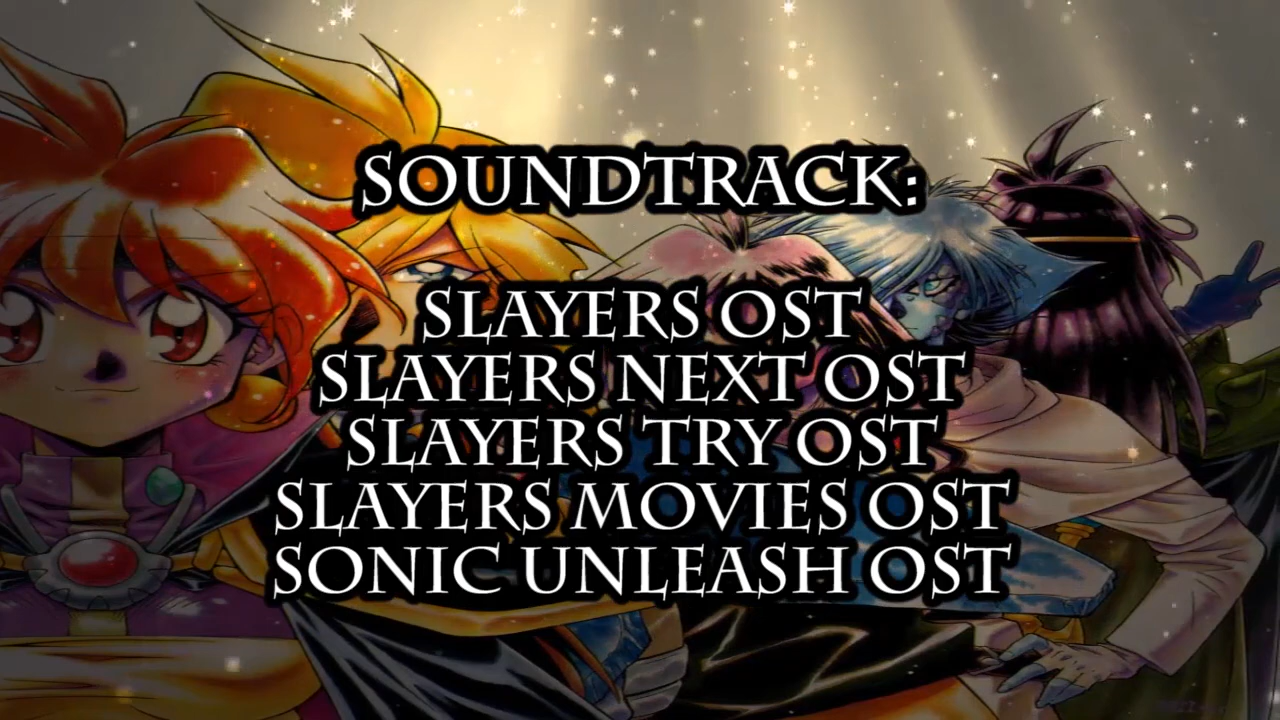 SOUNDTRACK:
SLAYERS OST
SLAYERS NEXT OST
SLAYERS TRY OST
SLAYERS MOVIES OST
SONIC UNLEASH OST